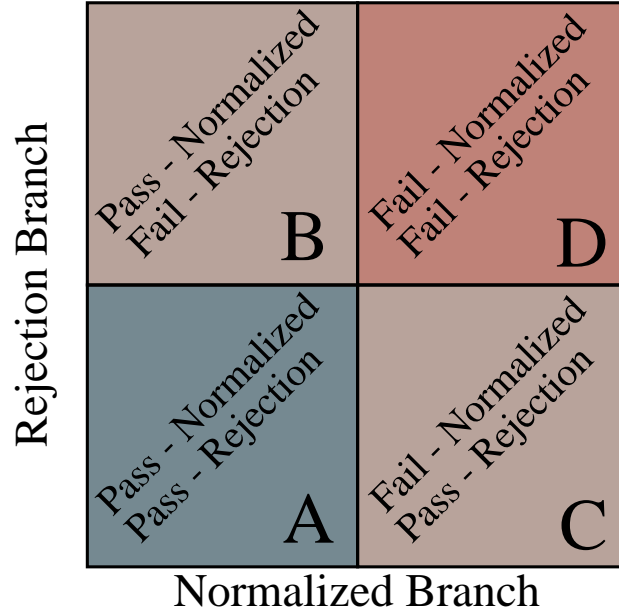 Rejection Branch
Pass - Normalized
Fail - Rejection
B
Fail - Normalized
Fail - Rejection
D
Pass - Normalized
Pass - Rejection
A
Fail - Normalized
Pass - Rejection
C
Normalized Branch